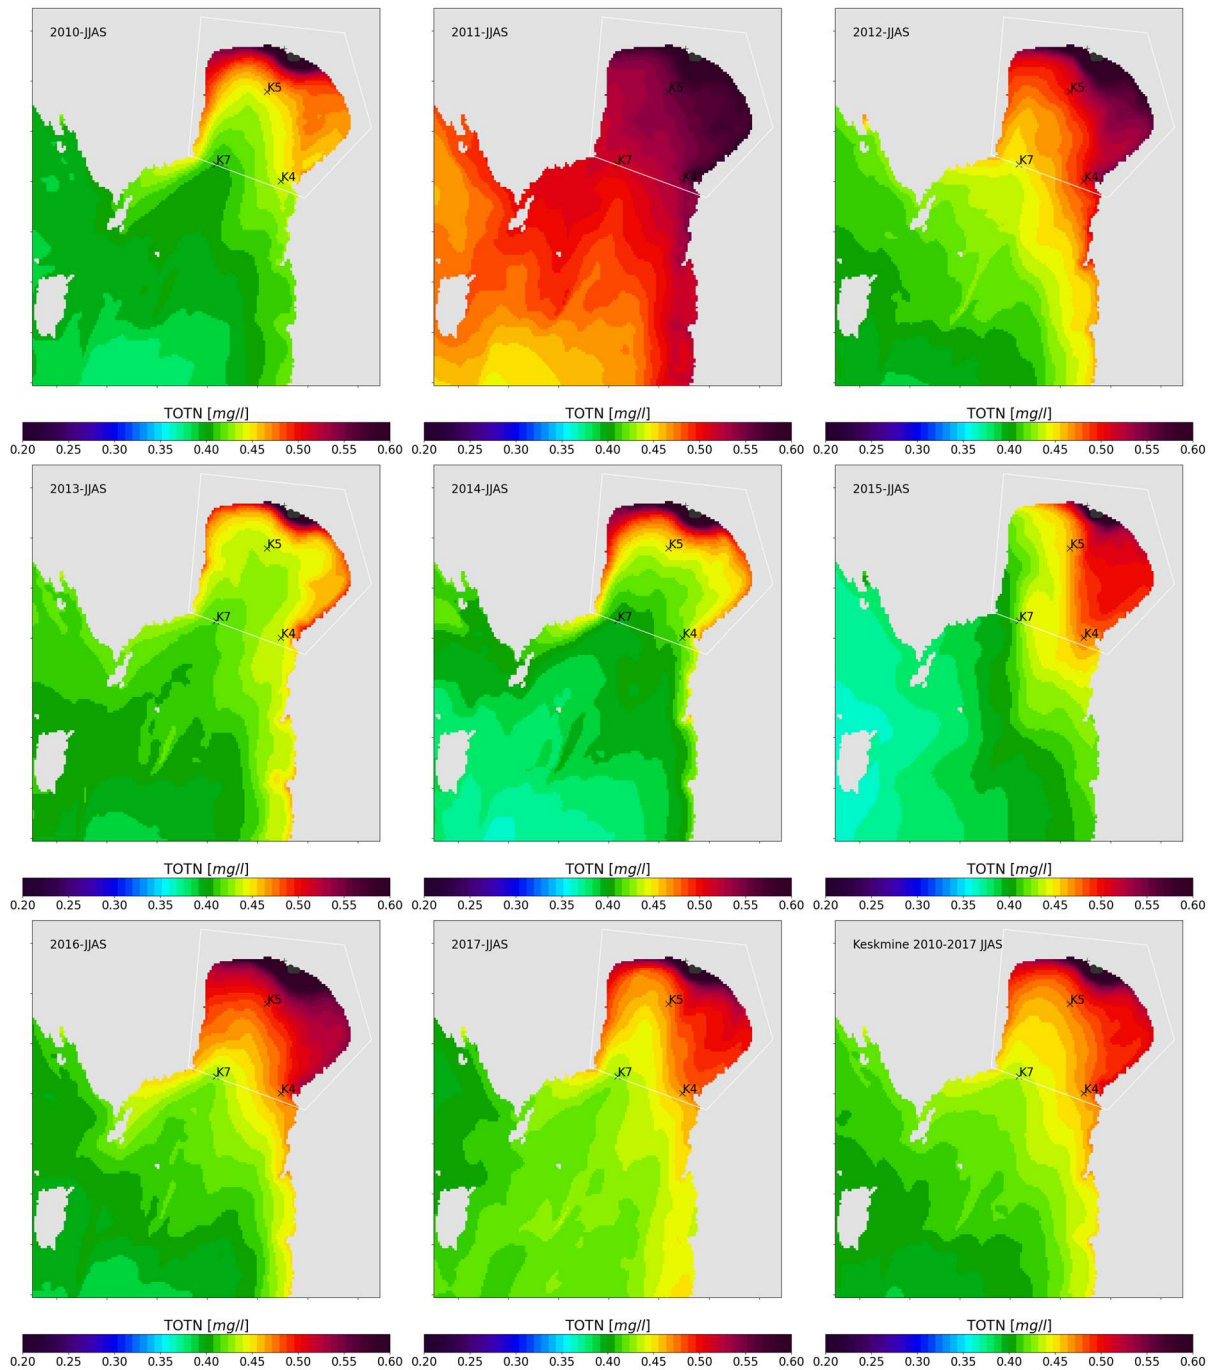 2010-JJAS 2011-JJAS 2012-JJAS
K5 K5 K5
K7 K7 K7
K4 K4 K4
TOTN [mg/l] TOTN [mg/l] TOTN [mg/l]
0.20 0.25 0.30 0.35 0.40 0.45 0.50 0.55 0.60 0.20 0.25 0.30 0.35 0.40 0.45 0.50 0.55 0.60 0.20 0.25 0.30 0.35 0.40 0.45 0.50 0.55 0.60
2013-JJAS 2014-JJAS 2015-JJAS
K5 K5 K5
K7 K7 K7
K4 K4 K4
TOTN [mg/l] TOTN [mg/l] TOTN [mg/l]
0.20 0.25 0.30 0.35 0.40 0.45 0.50 0.55 0.60 0.20 0.25 0.30 0.35 0.40 0.45 0.50 0.55 0.60 0.20 0.25 0.30 0.35 0.40 0.45 0.50 0.55 0.60
2016-JJAS 2017-JJAS Keskmine 2010-2017 JJAS
K5 K5 K5
K7 K7 K7
K4 K4 K4
TOTN [mg/l] TOTN [mg/l] TOTN [mg/l]
0.20 0.25 0.30 0.35 0.40 0.45 0.50 0.55 0.60 0.20 0.25 0.30 0.35 0.40 0.45 0.50 0.55 0.60 0.20 0.25 0.30 0.35 0.40 0.45 0.50 0.55 0.60